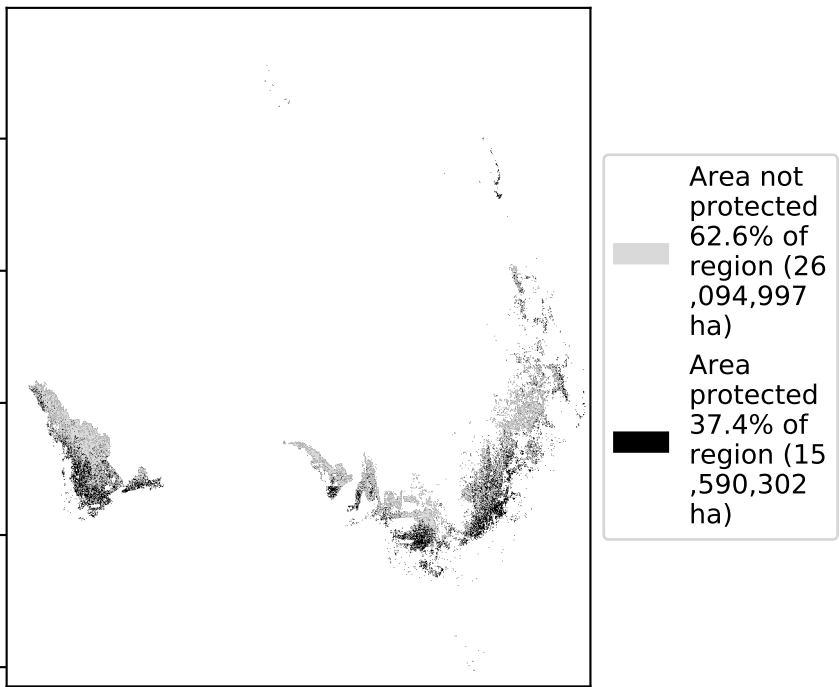 Area not
protected
62.6% of
region (26
,094,997
ha)
Area
protected
37.4% of
region (15
,590,302
ha)